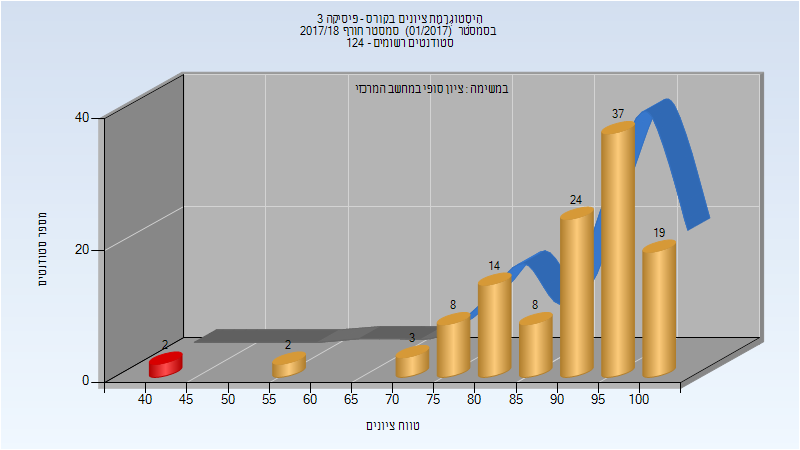 היסטוגרמת ציונים בקורס - פיסיקה 3
בסמסטר (01/2017) סמסטר חורף 2017/18
סטודנטים רשומים - 124
במשימה : ציון סופי במחשב המרכזי
40
20
0
מספר סטודנטים
2
2
3
8
14
8
24
37
19
40 45 50 55 60 65 70 75 80 85 90 95 100
טווח ציונים